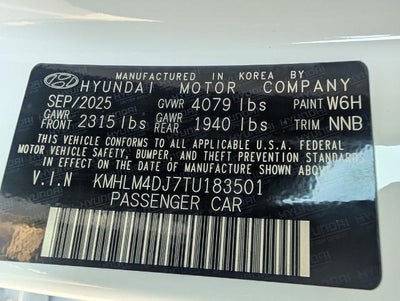 MANUFACTURED IN KOREA BY
HYUNDAI MOTOR COMPANY
SEP/2025 GVWR 4079 lbs PAINT W6H
GAWR FRONT 2315 lbs GAWR REAR 1940 lbs TRIM NNB
THIS VEHICLE CONFORMS TO ALL APPLICABLE U.S.A. FEDERAL
MOTOR VEHICLE SAFETY, BUMPER, AND THEFT PREVENTION STANDARDS
IN EFFECT ON THE DATE OF MANUFACTURE SHOWN ABOVE.
V.I.N KMHLM4DJ7TU183501
PASSENGER CAR